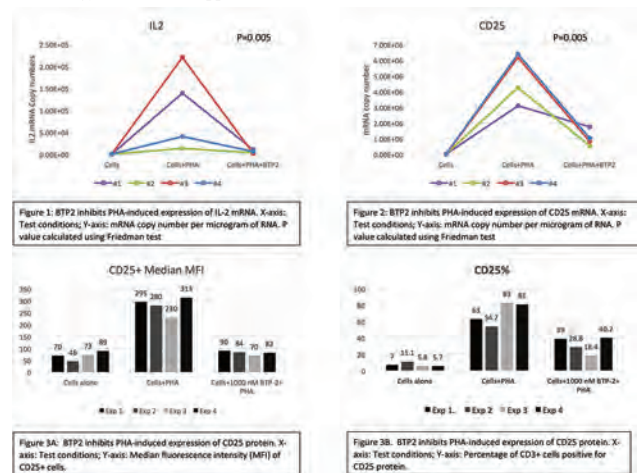 IL2
P=0.005
IL2 mRNA Copy numbers
2.50E+05
2.00E+05
1.50E+05
1.00E+05
5.00E+04
0.00E+00
Cells
Cells+PHA
Cells+PHA+BTP2
#1 #2 #3 #4
Figure 1: BTP2 inhibits PHA-induced expression of IL-2 mRNA. X-axis:
Test conditions; Y-axis: mRNA copy number per microgram of RNA. P
value calculated using Friedman test
CD25
P=0.005
mRNA copy number
7.00E+06
6.00E+06
5.00E+06
4.00E+06
3.00E+06
2.00E+06
1.00E+06
0.00E+00
Cells
Cells+PHA
Cells+PHA+BTP2
#1 #2 #3 #4
Figure 2: BTP2 inhibits PHA-induced expression of CD25 mRNA. X-axis:
Test conditions; Y-axis: mRNA copy number per microgram of RNA. P
value calculated using Friedman test
CD25+ Median MFI
350
300
250
200
150
100
50
0
70 48 73 89
295 280 230 313
90 84 70 82
Cells alone
Cells+PHA
Cells+1000 nM BTP-2+
PHA
Exp 1. Exp 2 Exp 3 Exp 4
Figure 3A: BTP2 inhibits PHA-induced expression of CD25 protein. X-
axis: Test conditions; Y-axis: Median fluorescence intensity (MFI) of
CD25+ cells.
CD25%
100
80
60
40
20
0
7 11.1 5.8 5.7
63 54.7 83 81
39 28.8 18.4 40.2
Cells alone
Cells+PHA
Cells+1000 nM BTP-2+
PHA
Exp 1. Exp 2 Exp 3 Exp 4
Figure 3B. BTP2 inhibits PHA-induced expression of CD25 protein. X-
axis: Test conditions; Y-axis: Percentage of CD3+ cells positive for
CD25 protein.